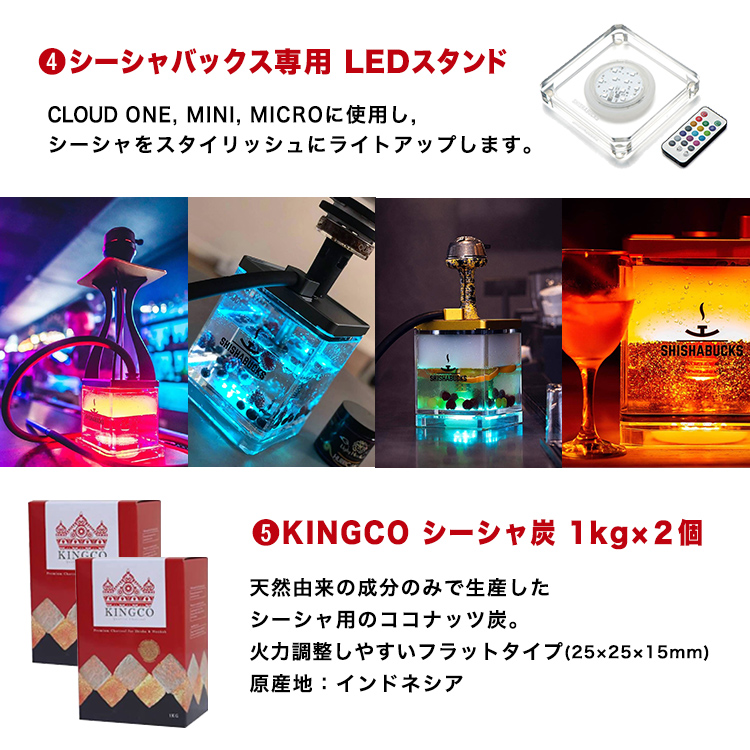 ❹シーシャバックス専用 LEDスタンド
CLOUD ONE, MINI, MICROに使用し,
シーシャをスタイリッシュにライトアップします。
SHISHABUCKS
SHISHABUCKS
SHISHABUCKS
❺KINGCO シーシャ炭 1kg×2個
KINGCO
KINGCO
天然由来の成分のみで生産した
シーシャ用のココナッツ炭。
火力調整しやすいフラットタイプ(25×25×15mm)
原産地：インドネシア